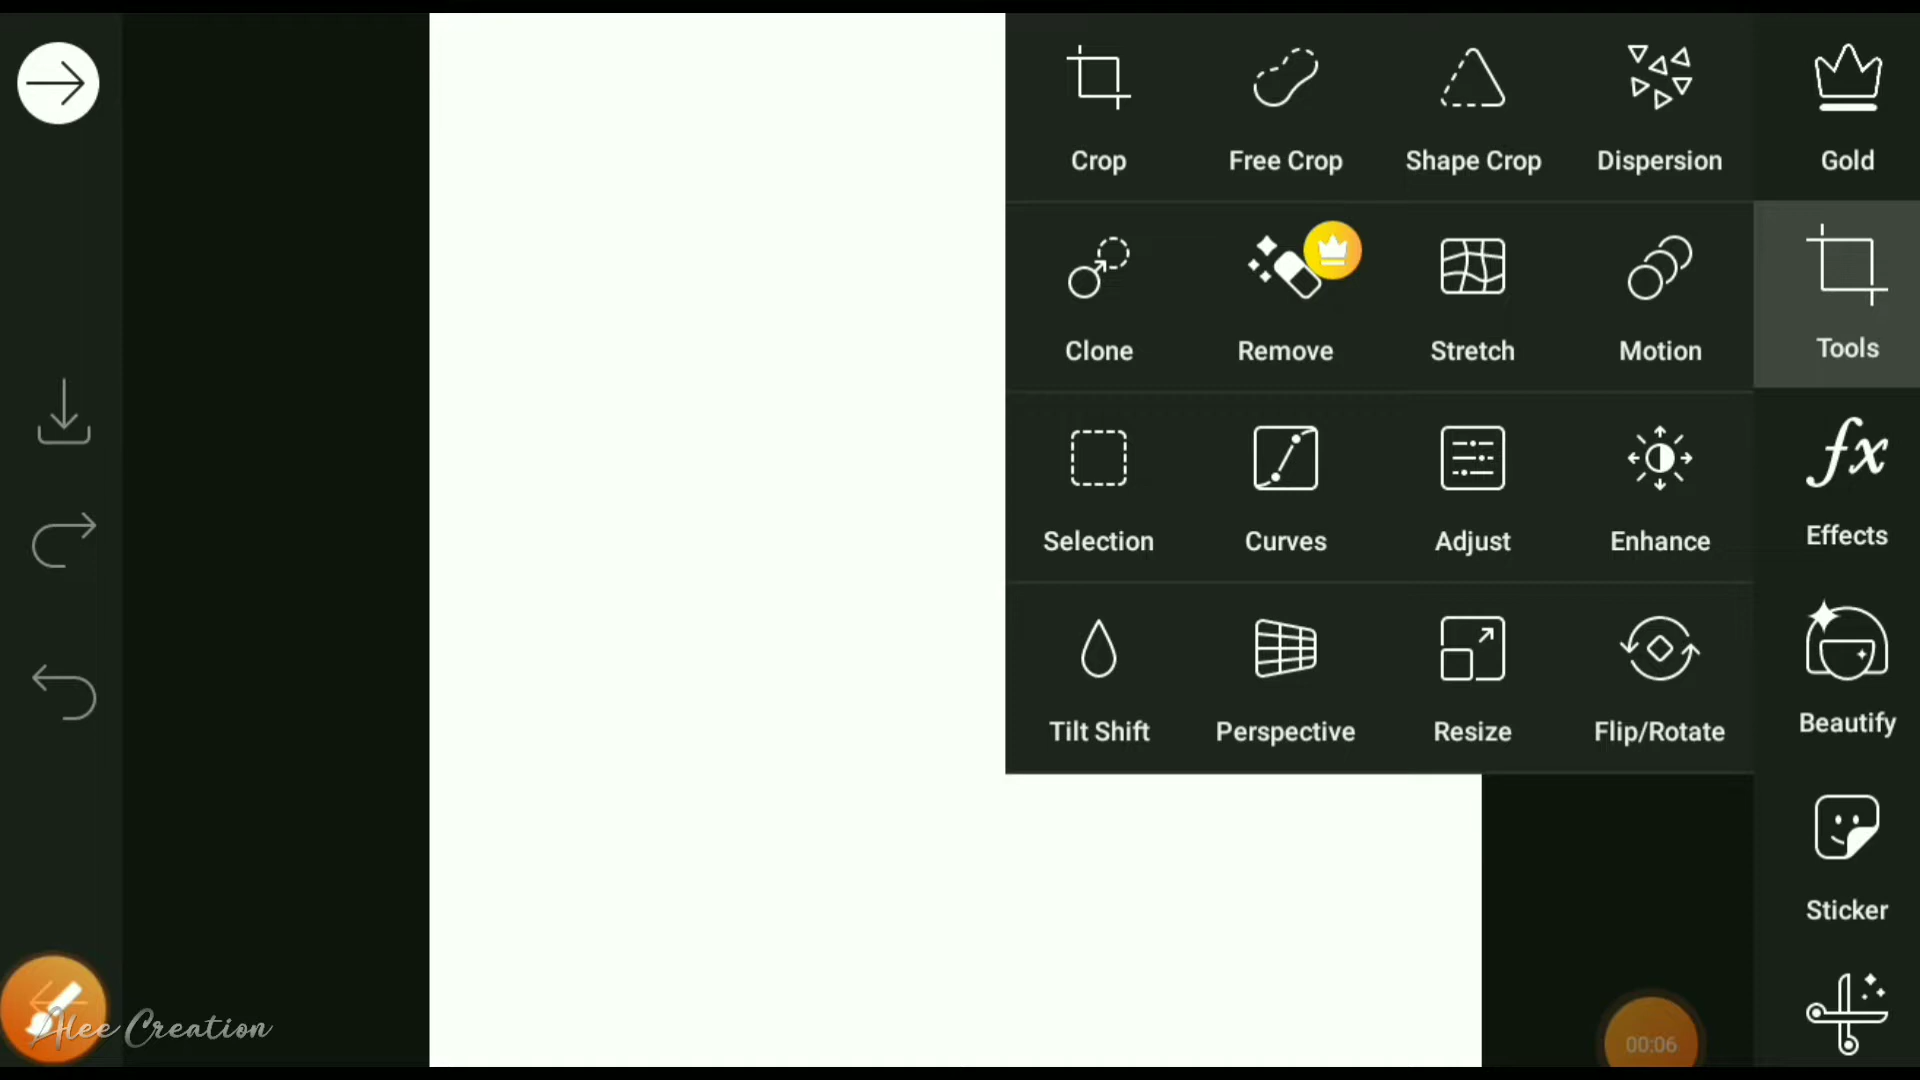 Crop Free Crop Shape Crop Dispersion Gold
Clone Remove Stretch Motion Tools
Selection Curves Adjust Enhance Effects
Tilt Shift Perspective Resize Flip/Rotate Beautify
Sticker
Alee Creation
00:06